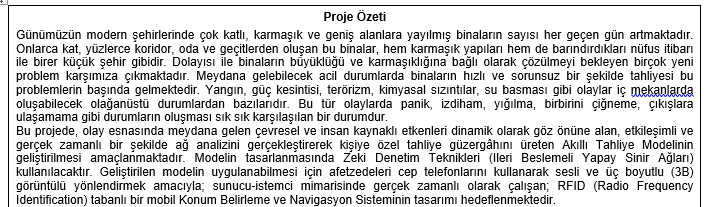 Proje Özeti
Günümüzün modern şehirlerinde çok katlı, karmaşık ve geniş alanlara yayılmış binaların sayısı her geçen gün artmaktadır.
Onlarca kat, yüzlerce koridor, oda ve geçitlerden oluşan bu binalar, hem karmaşık yapıları hem de barındırdıkları nüfus itibari
ile birer küçük şehir gibidir. Dolayısı ile binaların büyüklüğü ve karmaşıklığına bağlı olarak çözülmeyi bekleyen birçok yeni
problem karşımıza çıkmaktadır. Meydana gelebilecek acil durumlarda binaların hızlı ve sorunsuz bir şekilde tahliyesi bu
problemlerin başında gelmektedir. Yangın, güç kesintisi, terörizm, kimyasal sızıntılar, su basması gibi olaylar iç mekanlarda
oluşabilecek olağanüstü durumlardan bazılarıdır. Bu tür olaylarda panik, izdiham, yığılma, birbirini çiğneme, çıkışlara
ulaşamama gibi durumların oluşması sık sık karşılaşılan bir durumdur.
Bu projede, olay esnasında meydana gelen çevresel ve insan kaynaklı etkenleri dinamik olarak göz önüne alan, etkileşimli ve
gerçek zamanlı bir şekilde ağ analizini gerçekleştirerek kişiye özel tahliye güzergâhını üreten Akıllı Tahliye Modelinin
geliştirilmesi amaçlanmaktadır. Modelin tasarlanmasında Zeki Denetim Teknikleri (İleri Beslemeli Yapay Sinir Ağları)
kullanılacaktır. Geliştirilen modelin uygulanabilmesi için afetzedeleri cep telefonlarını kullanarak sesli ve üç boyutlu (3B)
görüntülü yönlendirmek amacıyla; sunucu-istemci mimarisinde gerçek zamanlı olarak çalışan; RFID (Radio Frequency
Identification) tabanlı bir mobil Konum Belirleme ve Navigasyon Sisteminin tasarımı hedeflenmektedir.